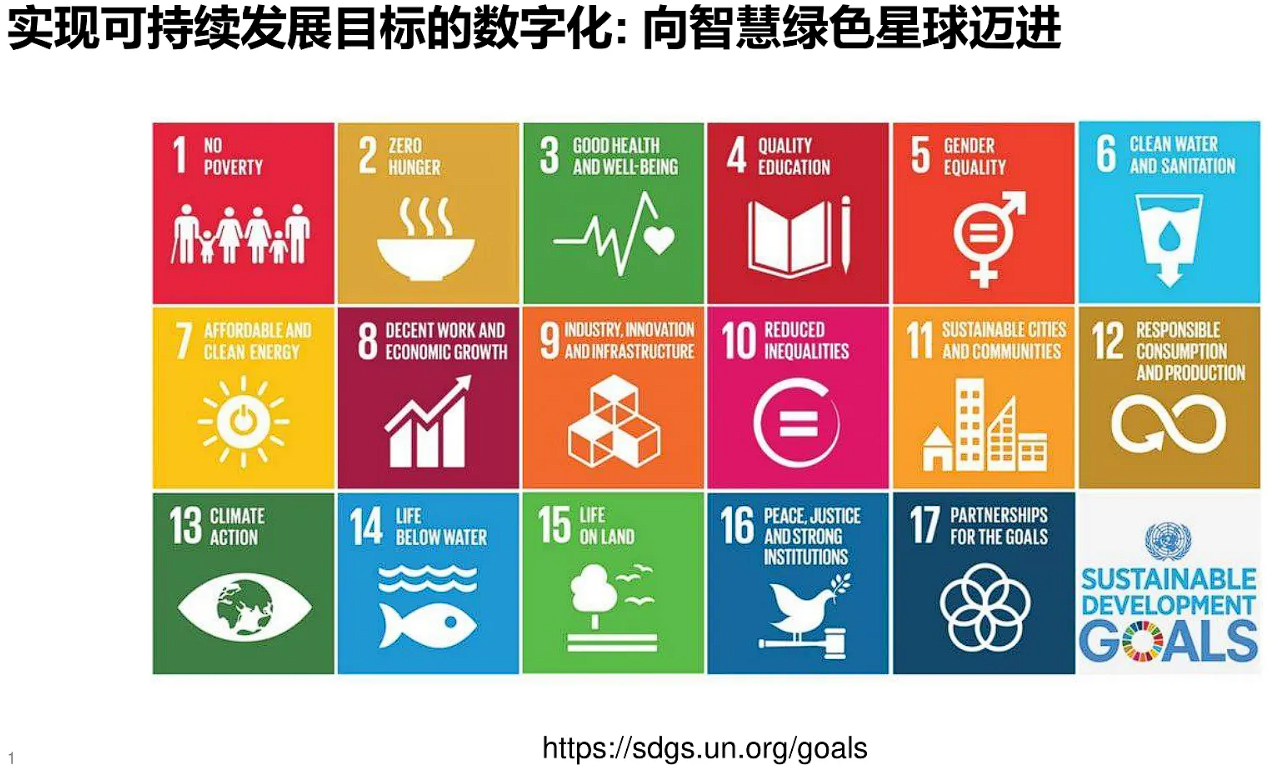 实现可持续发展目标的数字化: 向智慧绿色星球迈进
1 NO
POVERTY
2 ZERO
HUNGER
3 GOOD HEALTH
AND WELL-BEING
4 QUALITY
EDUCATION
5 GENDER
EQUALITY
6 CLEAN WATER
AND SANITATION
7 AFFORDABLE AND
CLEAN ENERGY
8 DECENT WORK AND
ECONOMIC GROWTH
9 INDUSTRY, INNOVATION
AND INFRASTRUCTURE
10 REDUCED
INEQUALITIES
11 SUSTAINABLE CITIES
AND COMMUNITIES
12 RESPONSIBLE
CONSUMPTION
AND PRODUCTION
13 CLIMATE
ACTION
14 LIFE
BELOW WATER
15 LIFE
ON LAND
16 PEACE, JUSTICE
AND STRONG
INSTITUTIONS
17 PARTNERSHIPS
FOR THE GOALS
SUSTAINABLE
DEVELOPMENT
GOALS
https://sdgs.un.org/goals
1